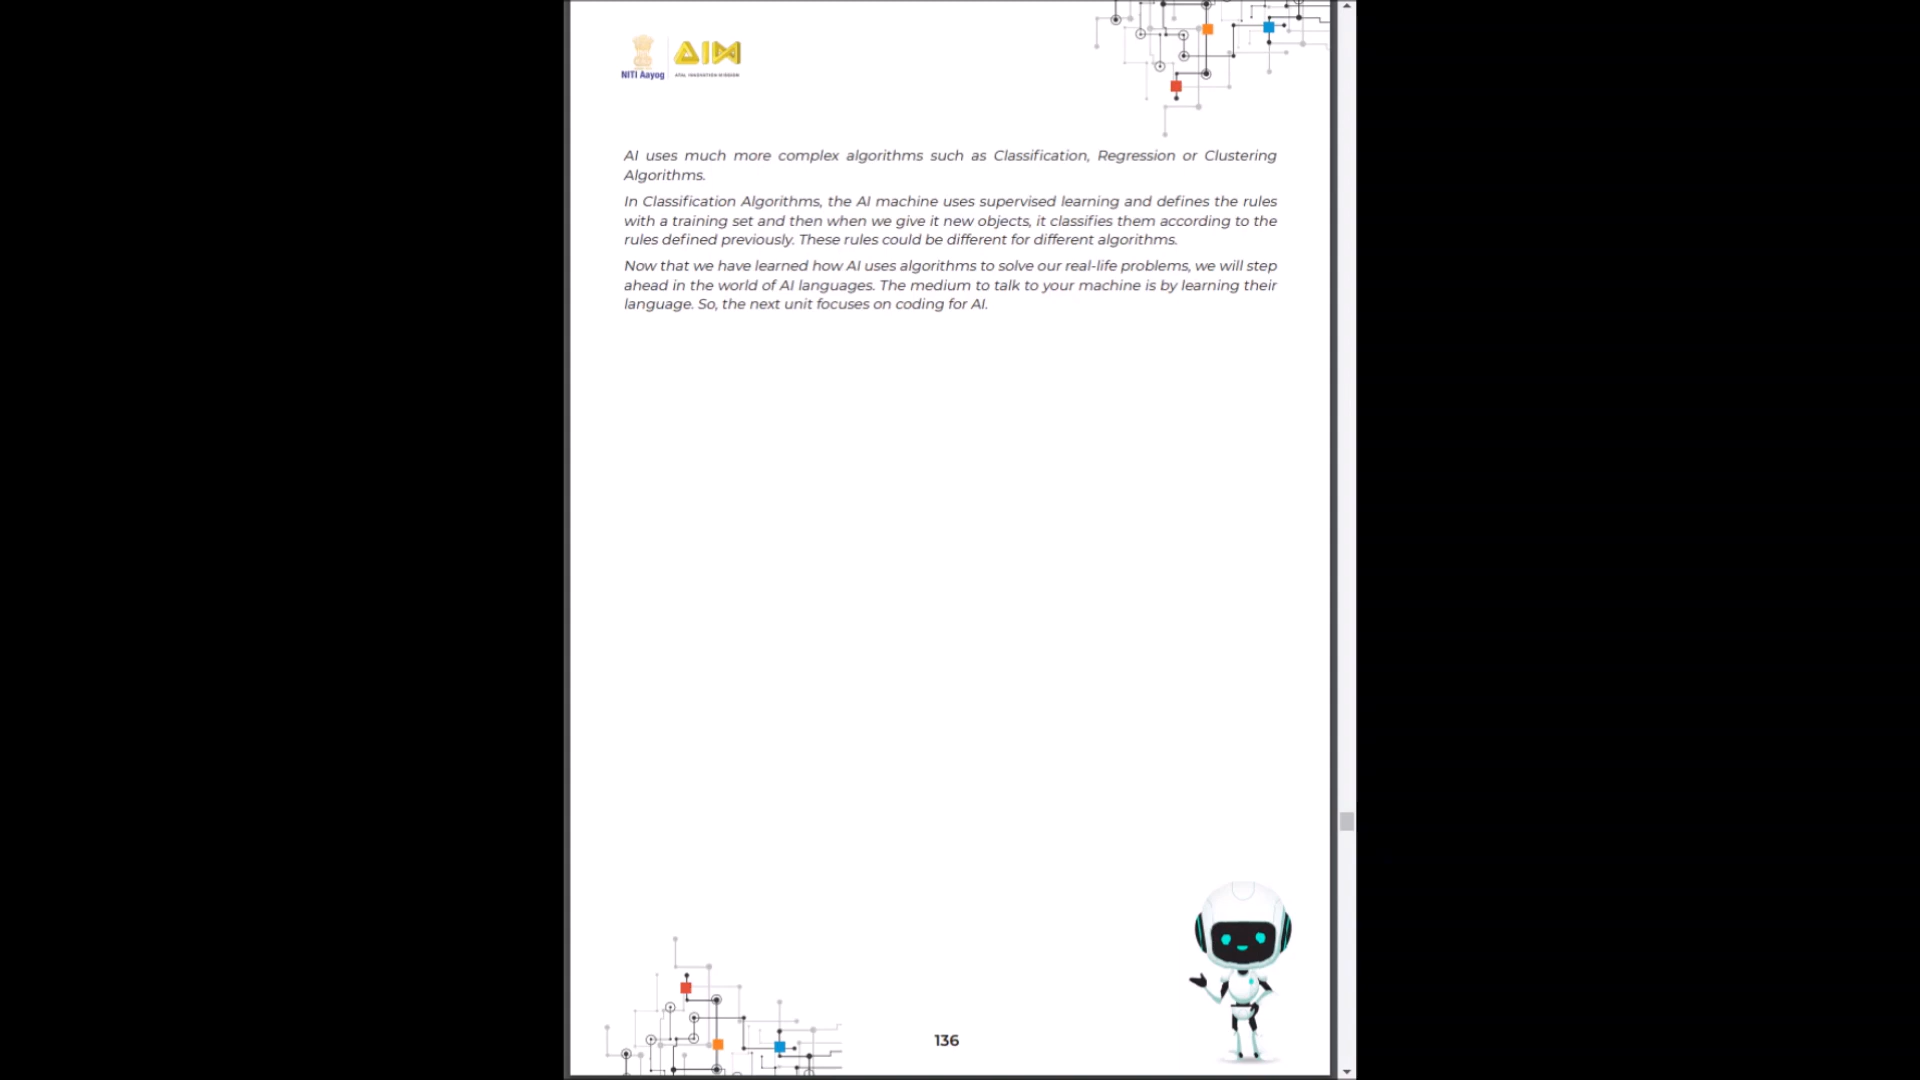 NITI Aayog
AIM
ATAL INNOVATION MISSION
AI uses much more complex algorithms such as Classification, Regression or Clustering
Algorithms.
In Classification Algorithms, the AI machine uses supervised learning and defines the rules
with a training set and then when we give it new objects, it classifies them according to the
rules defined previously. These rules could be different for different algorithms.
Now that we have learned how AI uses algorithms to solve our real-life problems, we will step
ahead in the world of AI languages. The medium to talk to your machine is by learning their
language. So, the next unit focuses on coding for AI.
136